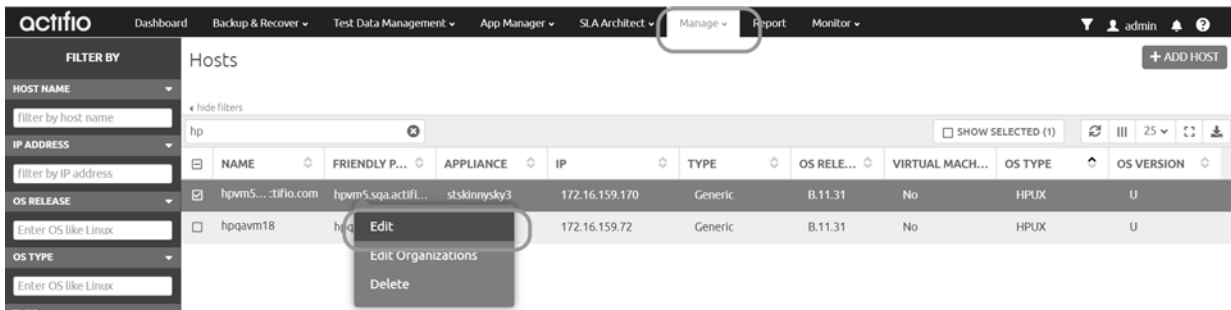 actifio Dashboard Backup & Recover Test Data Management App Manager SLA Architect Manage Report Monitor admin
FILTER BY
Hosts
+ ADD HOST
HOST NAME
hide filters
filter by host name
hp
SHOW SELECTED (1) 25
IP ADDRESS
filter by IP address
NAME FRIENDLY P... APPLIANCE IP TYPE OS RELE... VIRTUAL MACH... OS TYPE OS VERSION
OS RELEASE
hpvm5... :tifio.com hpvm5.sqa.actifi... stskinnysky3 172.16.159.170 Generic B.11.31 No HPUX U
Enter OS like Linux
hpqavm18 hpq 172.16.159.72 Generic B.11.31 No HPUX U
Edit
OS TYPE
Edit Organizations
Enter OS like Linux
Delete